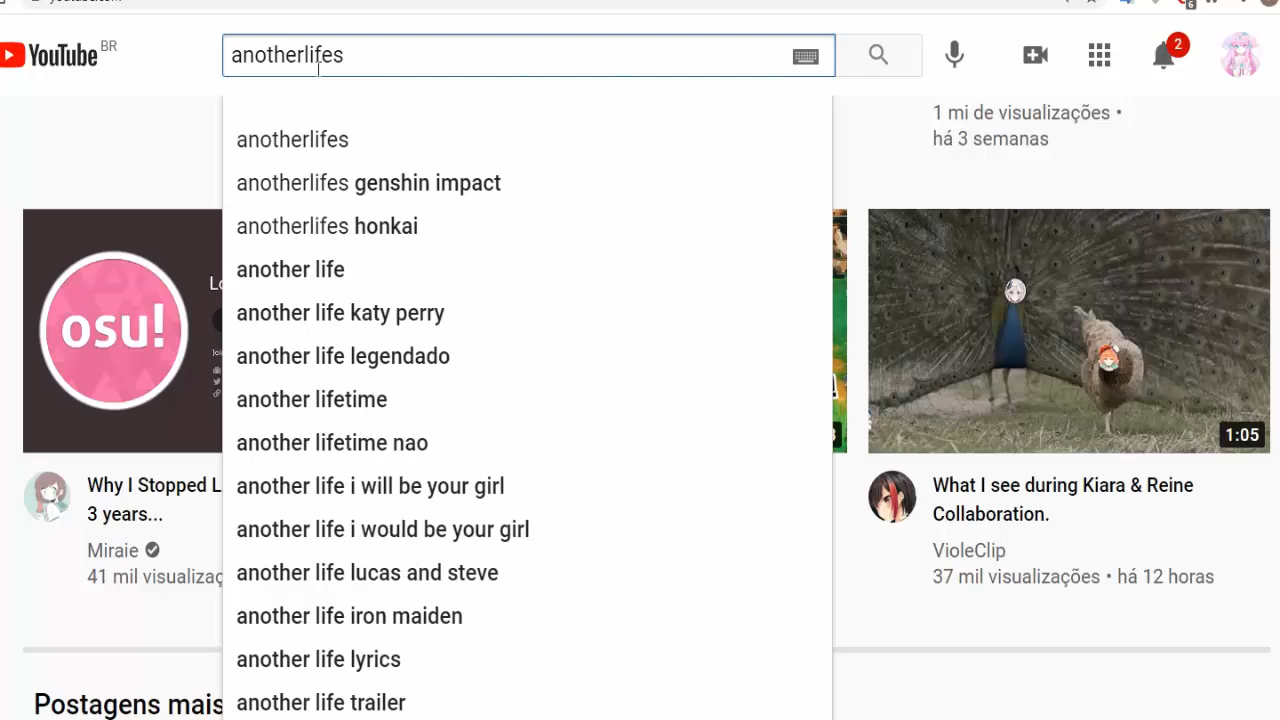 YouTube BR
anotherlifes
2
6
anotherlifes
anotherlifes genshin impact
anotherlifes honkai
another life
another life katy perry
another life legendado
another lifetime
another lifetime nao
another life i will be your girl
another life i would be your girl
another life lucas and steve
another life iron maiden
another life lyrics
another life trailer
1 mi de visualizações •
há 3 semanas
osu!
1:05
Why I Stopped L
3 years...
Miraie
41 mil visualizaç
What I see during Kiara & Reine
Collaboration.
VioleClip
37 mil visualizações • há 12 horas
Postagens mais